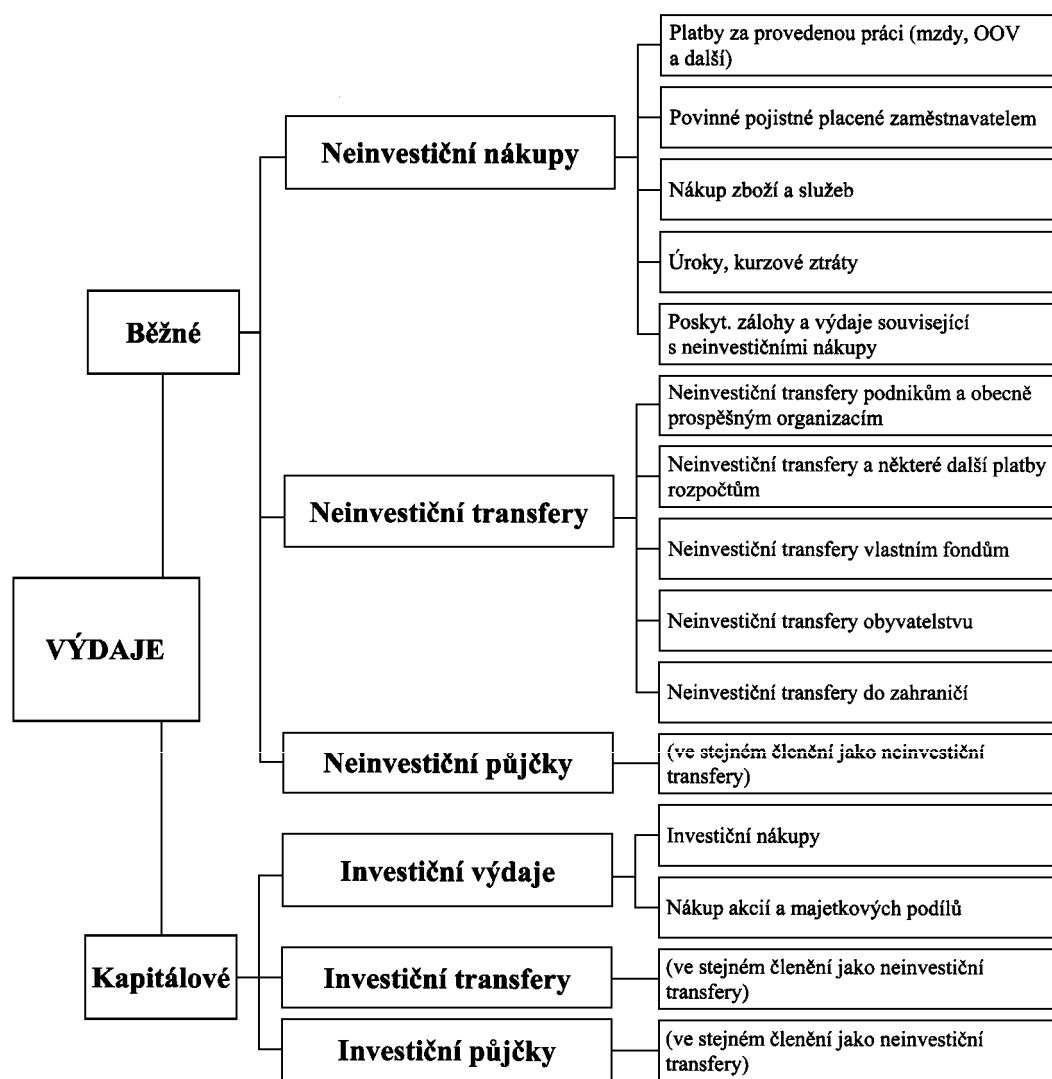 Platby za provedenou práci (mzdy, OOV
a další)
Neinvestiční nákupy
Povinné pojistné placené zaměstnavatelem
Nákup zboží a služeb
Úroky, kurzové ztráty
Běžné
Poskyt. zálohy a výdaje související
s neinvestičními nákupy
Neinvestiční transfery podnikům a obecně
prospěšným organizacím
Neinvestiční transfery a některé další platby
rozpočtům
Neinvestiční transfery
Neinvestiční transfery vlastním fondům
Neinvestiční transfery obyvatelstvu
VÝDAJE
Neinvestiční transfery do zahraničí
Neinvestiční půjčky
(ve stejném členění jako neinvestiční
transfery)
Investiční nákupy
Investiční výdaje
Nákup akcií a majetkových podílů
Kapitálové
Investiční transfery
(ve stejném členění jako neinvestiční
transfery)
Investiční půjčky
(ve stejném členění jako neinvestiční
transfery)